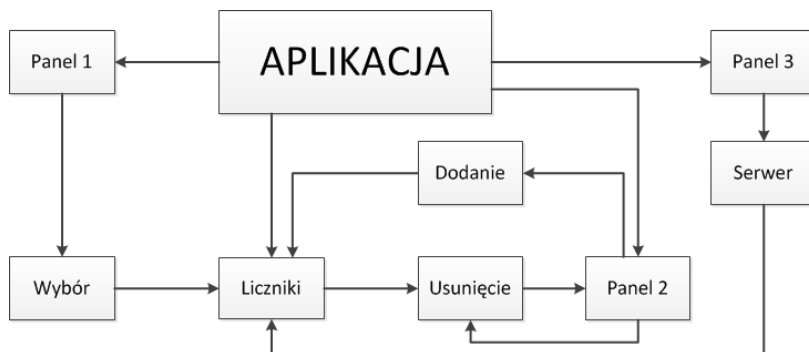 APLIKACJA
Panel 1
Panel 3
Dodanie
Serwer
Wybór
Liczniki
Usunięcie
Panel 2